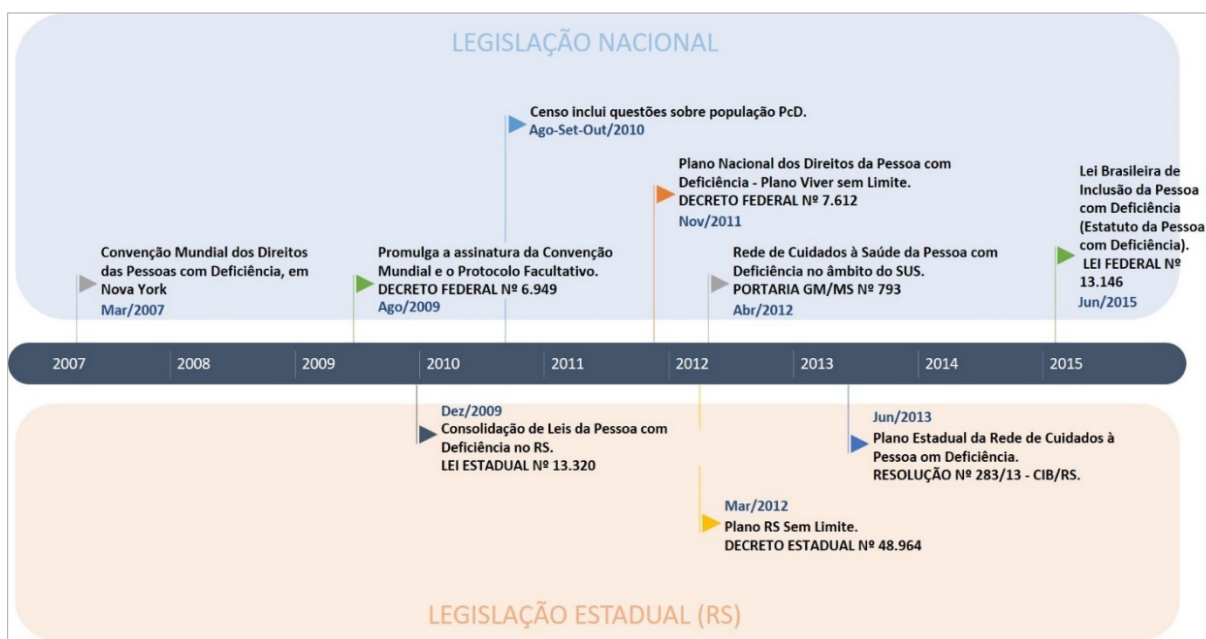 LEGISLAÇÃO NACIONAL
Censo inclui questões sobre população PcD.
Ago-Set-Out/2010
Plano Nacional dos Direitos da Pessoa com
Deficiência - Plano Viver sem Limite.
DECRETO FEDERAL Nº 7.612
Nov/2011
Lei Brasileira de
Inclusão da Pessoa
com Deficiência
(Estatuto da Pessoa
com Deficiência).
LEI FEDERAL Nº
13.146
Jun/2015
Convenção Mundial dos Direitos
das Pessoas com Deficiência, em
Nova York
Mar/2007
Promulga a assinatura da Convenção
Mundial e o Protocolo Facultativo.
DECRETO FEDERAL Nº 6.949
Ago/2009
Rede de Cuidados à Saúde da Pessoa com
Deficiência no âmbito do SUS.
PORTARIA GM/MS Nº 793
Abr/2012
2007 2008 2009 2010 2011 2012 2013 2014 2015
Dez/2009
Consolidação de Leis da Pessoa com
Deficiência no RS.
LEI ESTADUAL Nº 13.320
Jun/2013
Plano Estadual da Rede de Cuidados à
Pessoa om Deficiência.
RESOLUÇÃO Nº 283/13 - CIB/RS.
Mar/2012
Plano RS Sem Limite.
DECRETO ESTADUAL Nº 48.964
LEGISLAÇÃO ESTADUAL (RS)